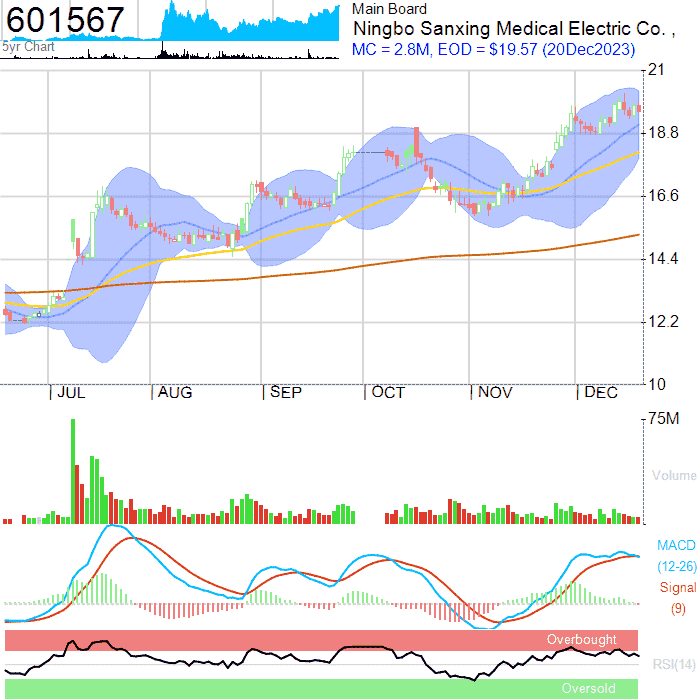 601567
5yr Chart
Main Board
Ningbo Sanxing Medical Electric Co. ,
MC = 2.8M, EOD = $19.57 (20Dec2023)
21
18.8
16.6
14.4
12.2
10
JUL
AUG
SEP
OCT
NOV
DEC
75M
Volume
MACD
(12-26)
Signal
(9)
Overbought
RSI(14)
Oversold